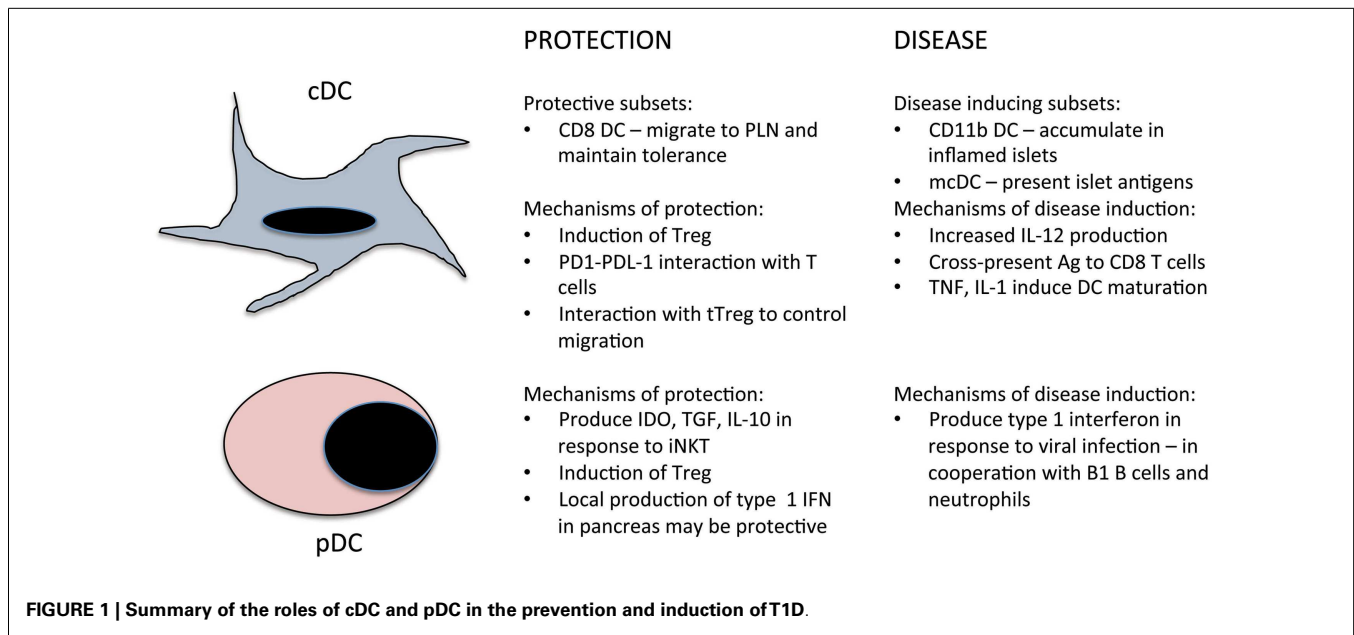 PROTECTION
DISEASE
cDC
Protective subsets:
• CD8 DC – migrate to PLN and
maintain tolerance
Mechanisms of protection:
• Induction of Treg
• PD1-PDL-1 interaction with T
cells
• Interaction with tTreg to control
migration
Disease inducing subsets:
• CD11b DC – accumulate in
inflamed islets
• mcDC – present islet antigens
Mechanisms of disease induction:
• Increased IL-12 production
• Cross-present Ag to CD8 T cells
• TNF, IL-1 induce DC maturation
pDC
Mechanisms of protection:
• Produce IDO, TGF, IL-10 in
response to iNKT
• Induction of Treg
• Local production of type 1 IFN
in pancreas may be protective
Mechanisms of disease induction:
• Produce type 1 interferon in
response to viral infection – in
cooperation with B1 B cells and
neutrophils
FIGURE 1 | Summary of the roles of cDC and pDC in the prevention and induction of T1D.